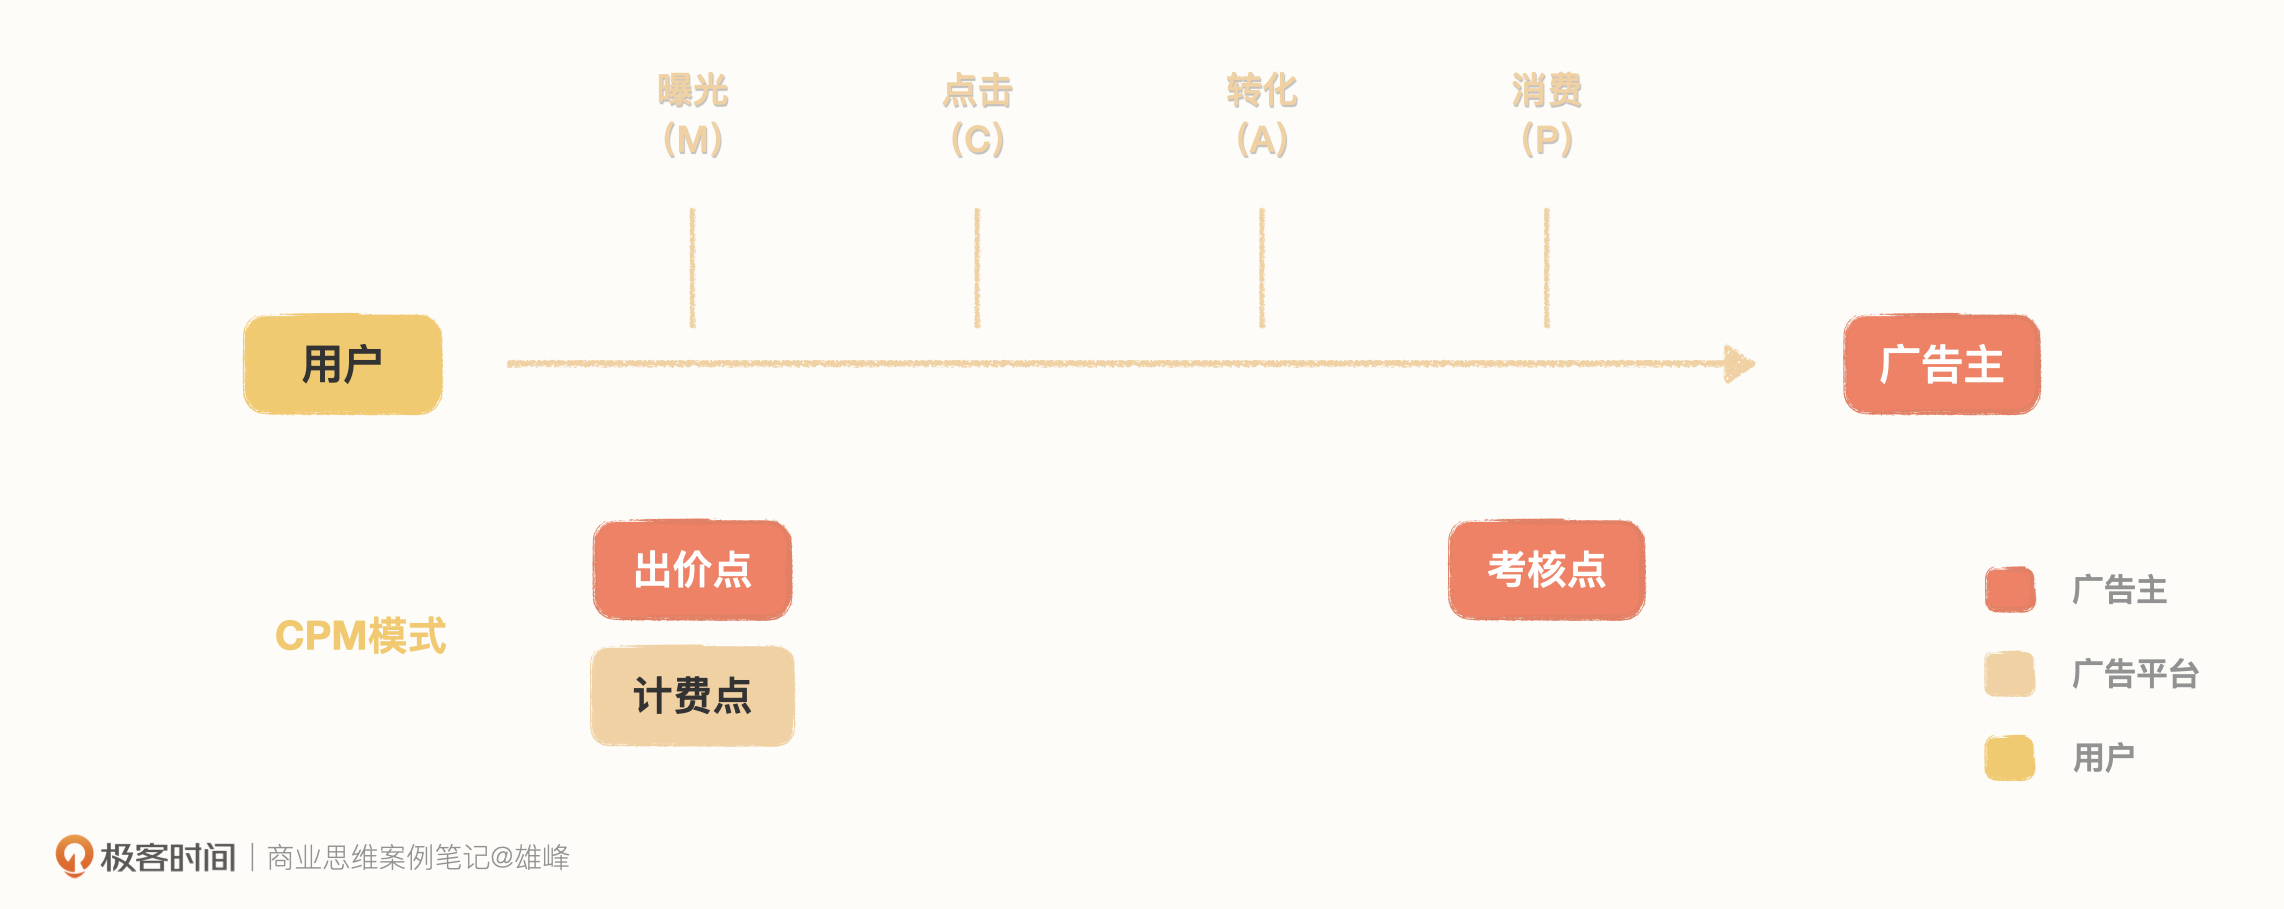 曝光
（M）
点击
（C）
转化
（A）
消费
（P）
用户
广告主
出价点
考核点
CPM模式
计费点
广告主
广告平台
用户
极客时间 | 商业思维案例笔记@雄峰